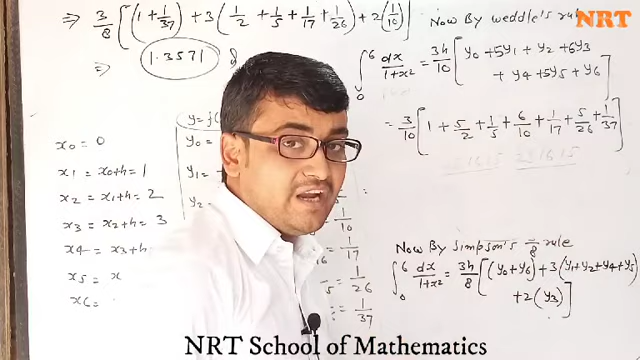 NRT
⇒ 3/8 [(1 + 1/37) + 3(1/2 + 1/5 + 1/17 + 1/26) + 2(1/10)]
⇒ 1.3571
x0 = 0
x1 = x0+h = 1
x2 = x1+h = 2
x3 = x2+h = 3
x4 = x3+h
x5 = x
x6 =
y=f(
y0 =
y1 =
y2 =
1/10
= 1/17
5 = 1/26
= 1/37
Now By weddle's rule
∫₀⁶ dx/1+x² = 3h/10 [y0 + 5y1 + y2 + 6y3
+ y4 + 5y5 + y6]
= 3/10 [1 + 5/2 + 1/5 + 6/10 + 1/17 + 5/26 + 1/37]
Now By Simpson's 3/8 rule
∫₀⁶ dx/1+x² = 3h/8 [(y0+y6) + 3(y1+y2+y4+y5)
+ 2(y3)]
NRT School of Mathematics